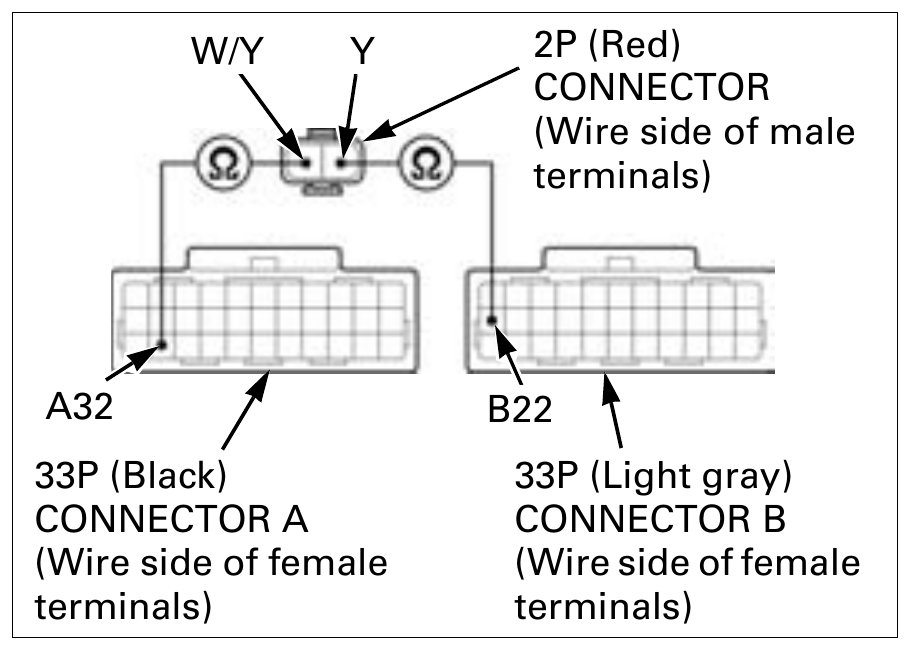 W/Y
Y
2P (Red)
CONNECTOR
(Wire side of male
terminals)
Ω
Ω
A32
B22
33P (Black)
CONNECTOR A
(Wire side of female
terminals)
33P (Light gray)
CONNECTOR B
(Wire side of female
terminals)